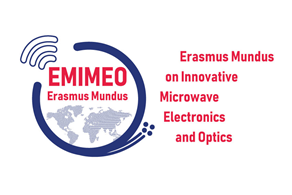 EMIMEO
Erasmus Mundus
Erasmus Mundus
on Innovative
Microwave
Electronics
and Optics